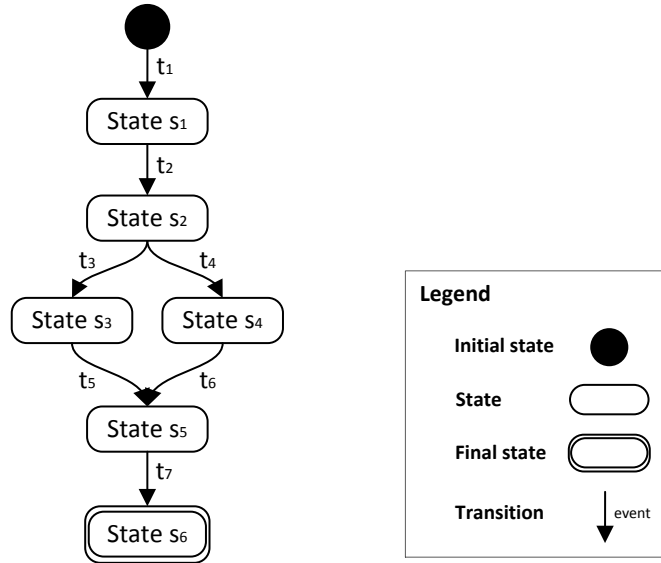 t1
State s1
t2
State s2
t3 t4
State s3 State s4
t5 t6
State s5
t7
State s6
Legend
Initial state
State
Final state
Transition event